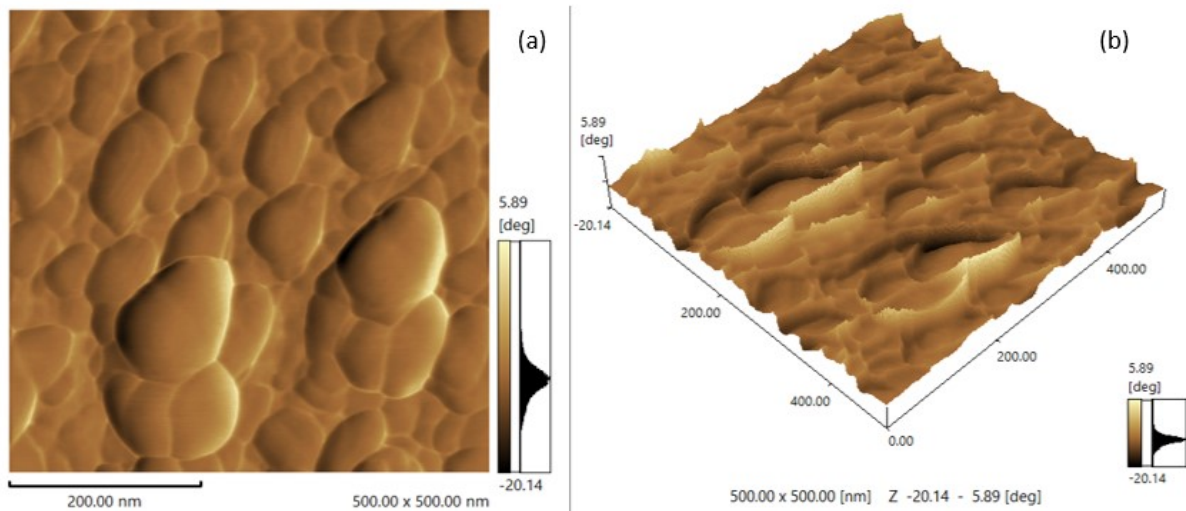 (a)
5.89
[deg]
-20.14
200.00 nm
500.00 x 500.00 nm
(b)
5.89
[deg]
-20.14
200.00
400.00
400.00
200.00
0.00
5.89
[deg]
-20.14
500.00 x 500.00 [nm] Z -20.14 - 5.89 [deg]